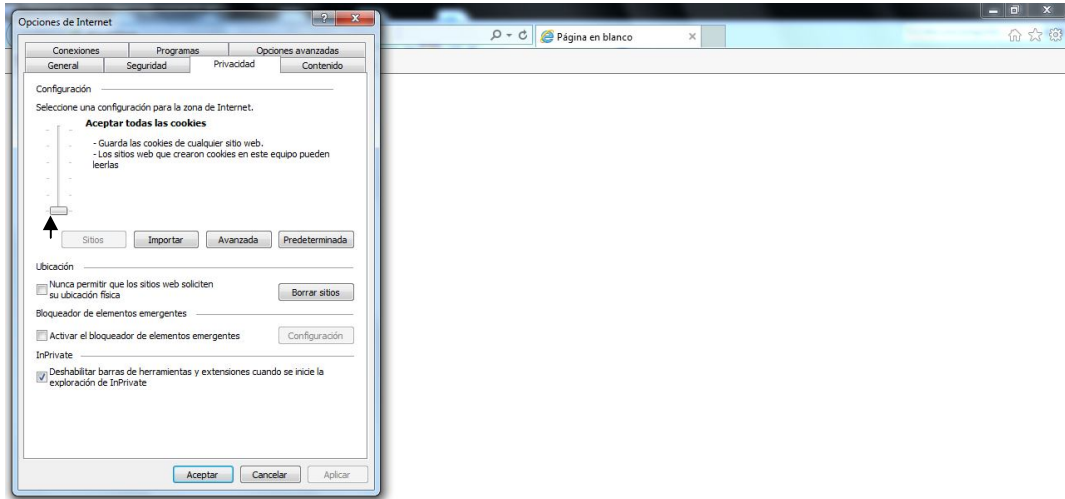 Opciones de Internet
Página en blanco
Conexiones Programas Opciones avanzadas
General Seguridad Privacidad Contenido
Configuración
Seleccione una configuración para la zona de Internet.
Aceptar todas las cookies
- Guarda las cookies de cualquier sitio web.
- Los sitios web que crearon cookies en este equipo pueden
leerlas
Sitios Importar Avanzada Predeterminada
Ubicación
Nunca permitir que los sitios web soliciten
su ubicación física
Borrar sitios
Bloqueador de elementos emergentes
Activar el bloqueador de elementos emergentes Configuración
InPrivate
Deshabilitar barras de herramientas y extensiones cuando se inicie la
exploración de InPrivate
Aceptar Cancelar Aplicar